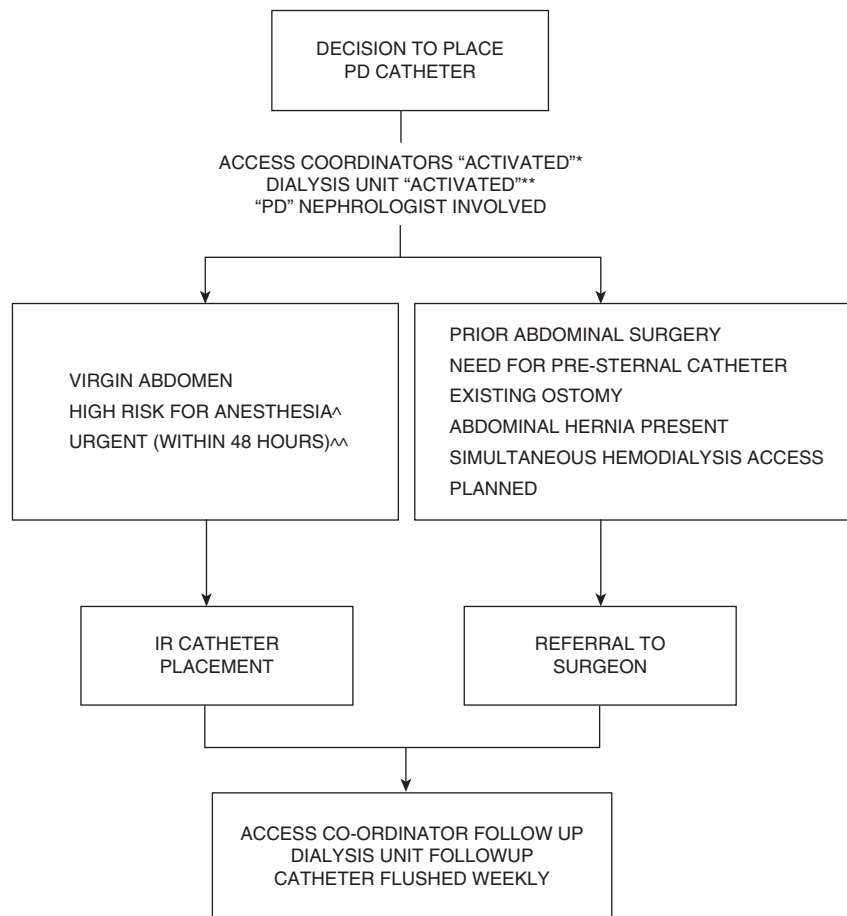 DECISION TO PLACE
PD CATHETER
ACCESS COORDINATORS “ACTIVATED”*
DIALYSIS UNIT “ACTIVATED”**
“PD” NEPHROLOGIST INVOLVED
VIRGIN ABDOMEN
HIGH RISK FOR ANESTHESIA^
URGENT (WITHIN 48 HOURS)^^
PRIOR ABDOMINAL SURGERY
NEED FOR PRE-STERNAL CATHETER
EXISTING OSTOMY
ABDOMINAL HERNIA PRESENT
SIMULTANEOUS HEMODIALYSIS ACCESS
PLANNED
IR CATHETER
PLACEMENT
REFERRAL TO
SURGEON
ACCESS CO-ORDINATOR FOLLOW UP
DIALYSIS UNIT FOLLOWUP
CATHETER FLUSHED WEEKLY